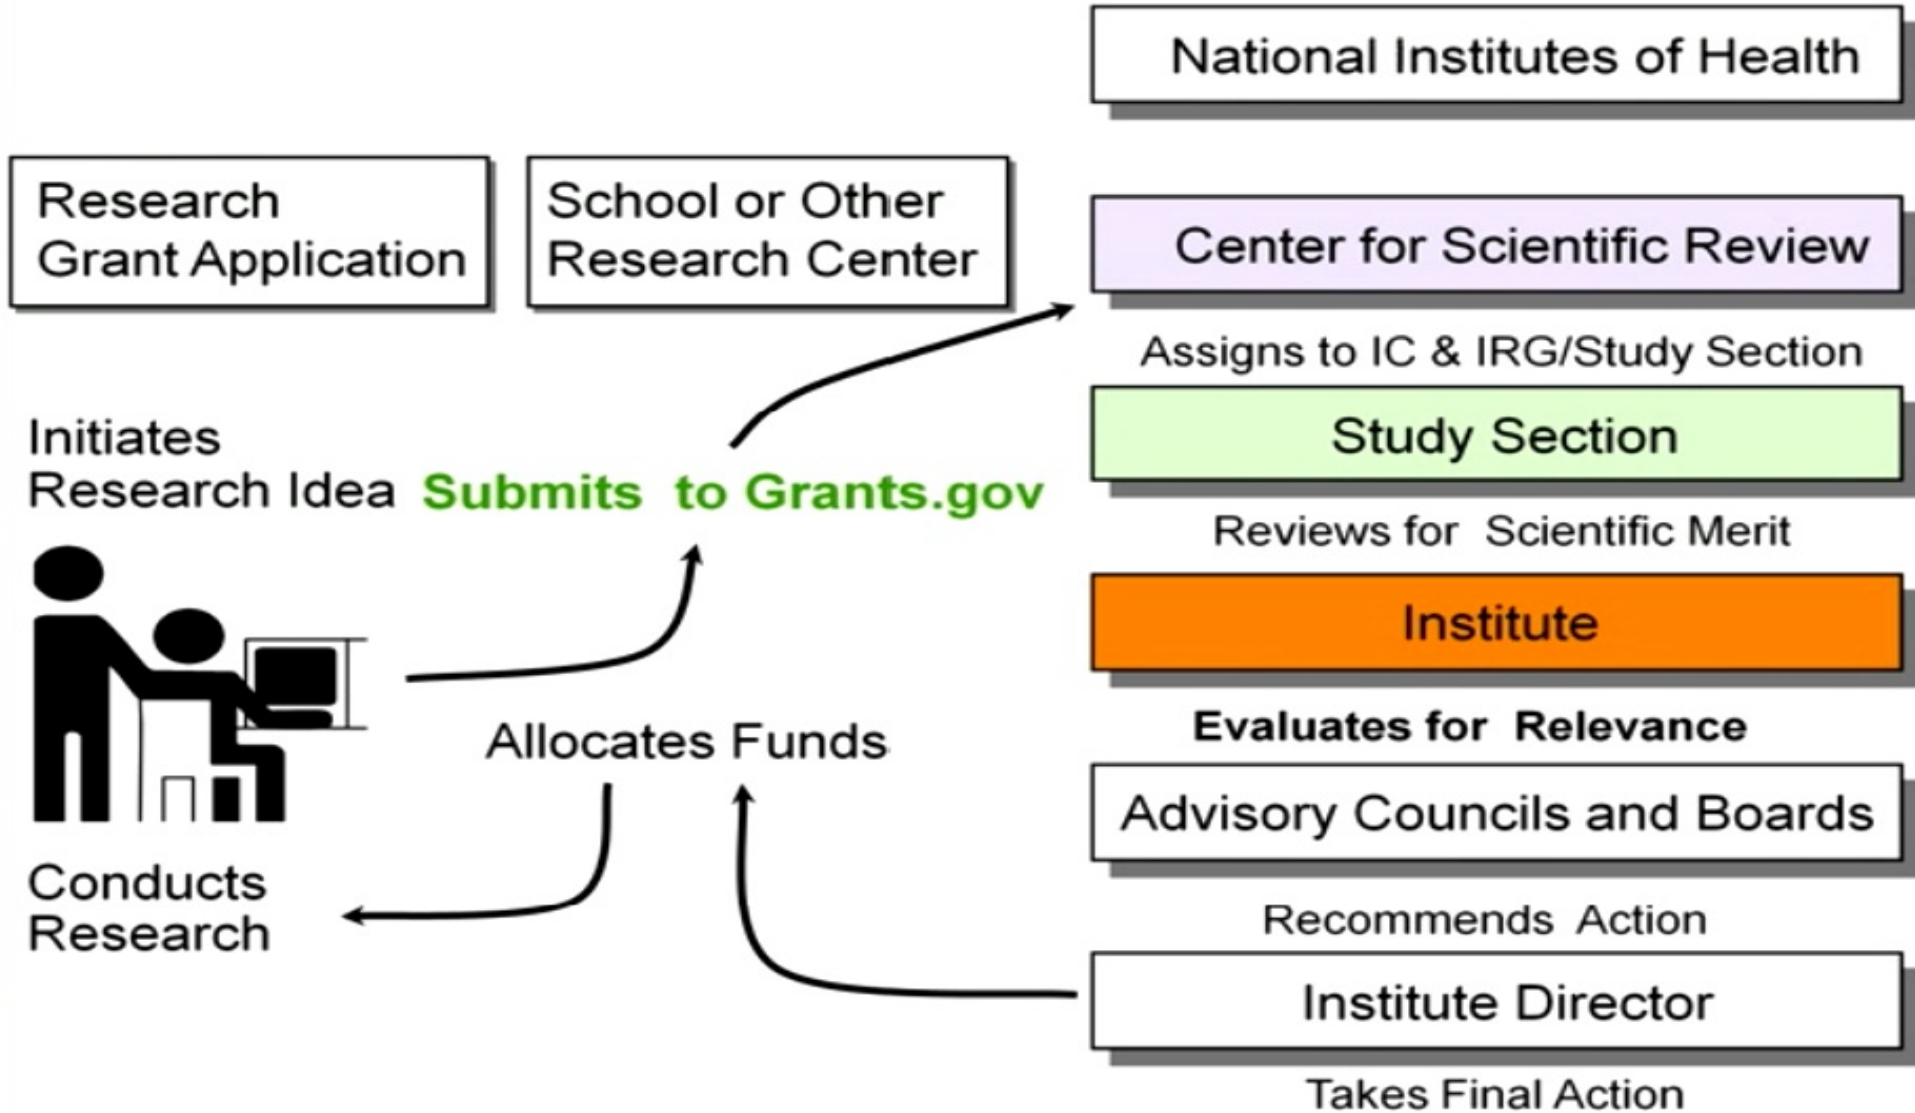 National Institutes of Health
Research
Grant Application
School or Other
Research Center
Center for Scientific Review
Assigns to IC & IRG/Study Section
Initiates
Research Idea
Submits to Grants.gov
Study Section
Reviews for Scientific Merit
Institute
Evaluates for Relevance
Allocates Funds
Advisory Councils and Boards
Conducts
Research
Recommends Action
Institute Director
Takes Final Action